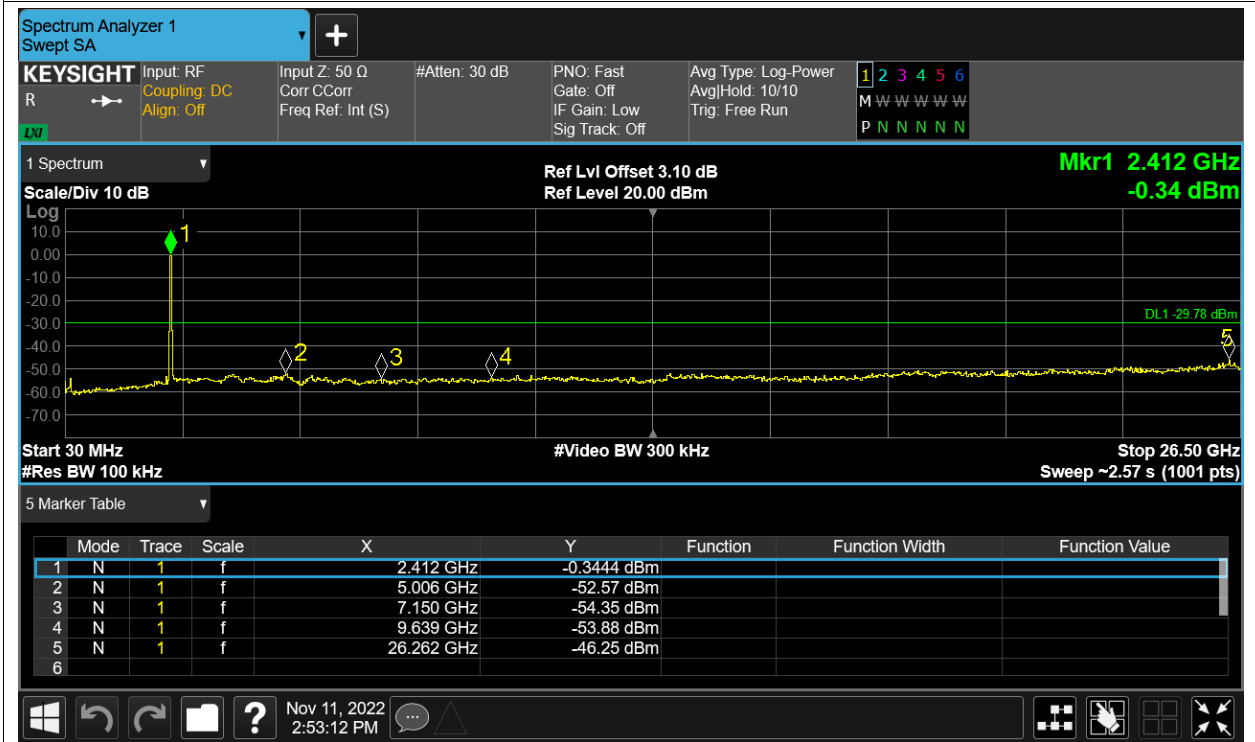 Spectrum Analyzer 1
Swept SA
KEYSIGHT
R
LXI
Input: RF
Coupling: DC
Align: Off
Input Z: 50 Ω
Corr CCorr
Freq Ref: Int (S)
#Atten: 30 dB
PNO: Fast
Gate: Off
IF Gain: Low
Sig Track: Off
Avg Type: Log-Power
Avg|Hold: 10/10
Trig: Free Run
1 2 3 4 5 6
M W W W W W
P N N N N N
1 Spectrum
Scale/Div 10 dB
Ref Lvl Offset 3.10 dB
Ref Level 20.00 dBm
Mkr1 2.412 GHz
-0.34 dBm
Log
10.0
0.00
-10.0
-20.0
-30.0
-40.0
-50.0
-60.0
-70.0
1
2
3
4
5
DL1 -29.78 dBm
Start 30 MHz
#Video BW 300 kHz
Stop 26.50 GHz
#Res BW 100 kHz
Sweep ~2.57 s (1001 pts)
5 Marker Table
Mode Trace Scale X Y Function Function Width Function Value
1 N 1 f 2.412 GHz -0.3444 dBm
2 N 1 f 5.006 GHz -52.57 dBm
3 N 1 f 7.150 GHz -54.35 dBm
4 N 1 f 9.639 GHz -53.88 dBm
5 N 1 f 26.262 GHz -46.25 dBm
6
?
Nov 11, 2022
2:53:12 PM